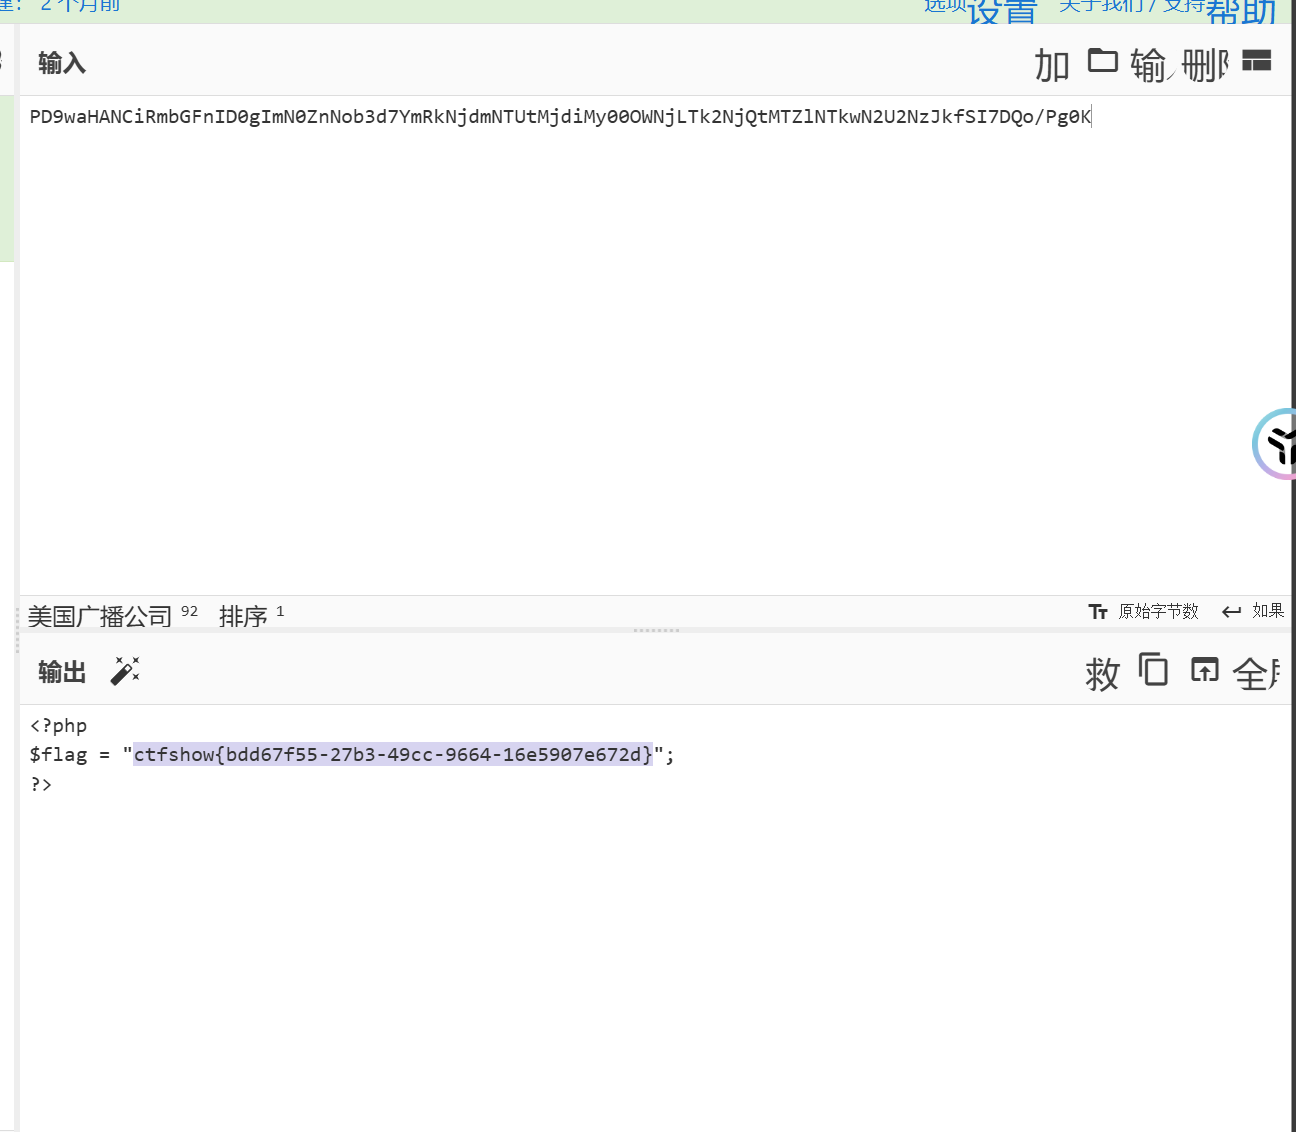 2 个月前 选项 设置 关于我们 / 支持 帮助
输入 加 输 删除
PD9waHANCiRmbGFnID0gImN0ZnNob3d7YmRkNjdmNTUtMjdiMy00OWNjLTk2NjQtMTZlNTkwN2U2NzJkfSI7DQo/Pg0K
美国广播公司 92 排序 1 原始字节数 如果
输出 救 全
<?php
$flag = "ctfshow{bdd67f55-27b3-49cc-9664-16e5907e672d}";
?>